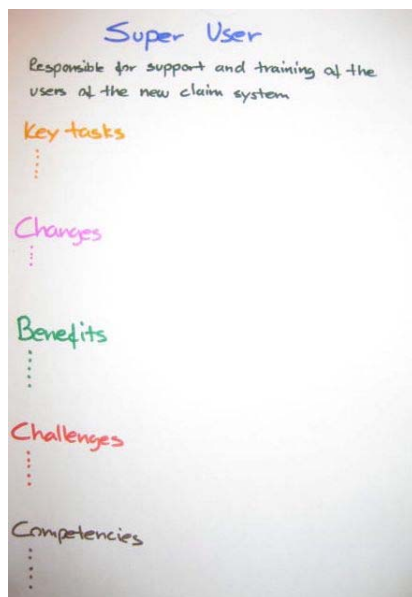 Super User
Responsible for support and training of the
users of the new claim system
Key tasks
Changes
Benefits
Challenges
Competencies